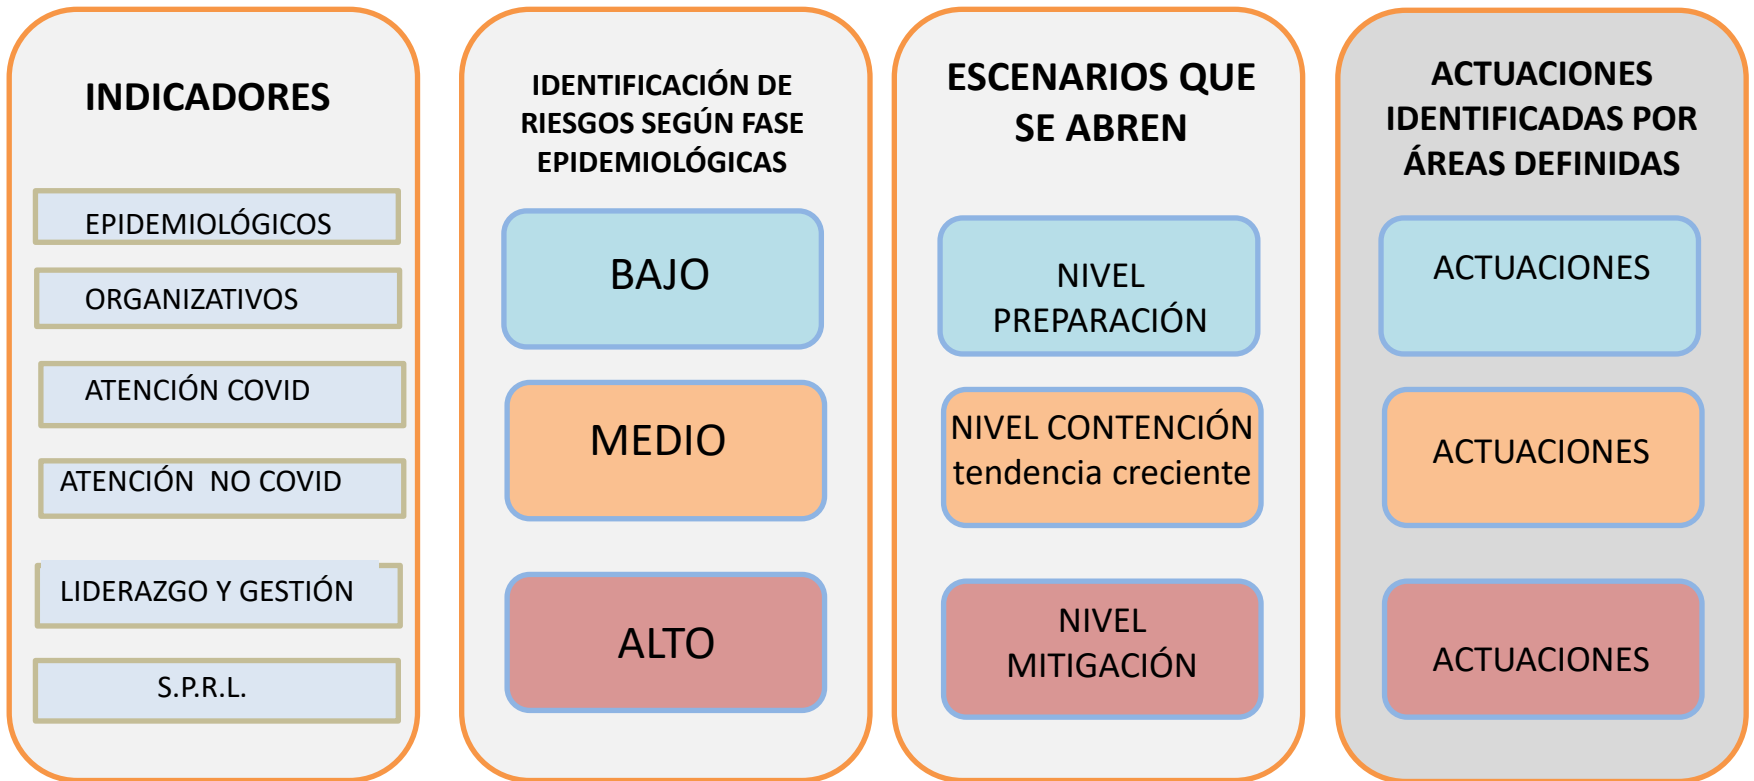 INDICADORES
EPIDEMIOLÓGICOS
ORGANIZATIVOS
ATENCIÓN COVID
ATENCIÓN NO COVID
LIDERAZGO Y GESTIÓN
S.P.R.L.
IDENTIFICACIÓN DE
RIESGOS SEGÚN FASE
EPIDEMIOLÓGICAS
BAJO
MEDIO
ALTO
ESCENARIOS QUE
SE ABREN
NIVEL
PREPARACIÓN
NIVEL CONTENCIÓN
tendencia creciente
NIVEL
MITIGACIÓN
ACTUACIONES
IDENTIFICADAS POR
ÁREAS DEFINIDAS
ACTUACIONES
ACTUACIONES
ACTUACIONES